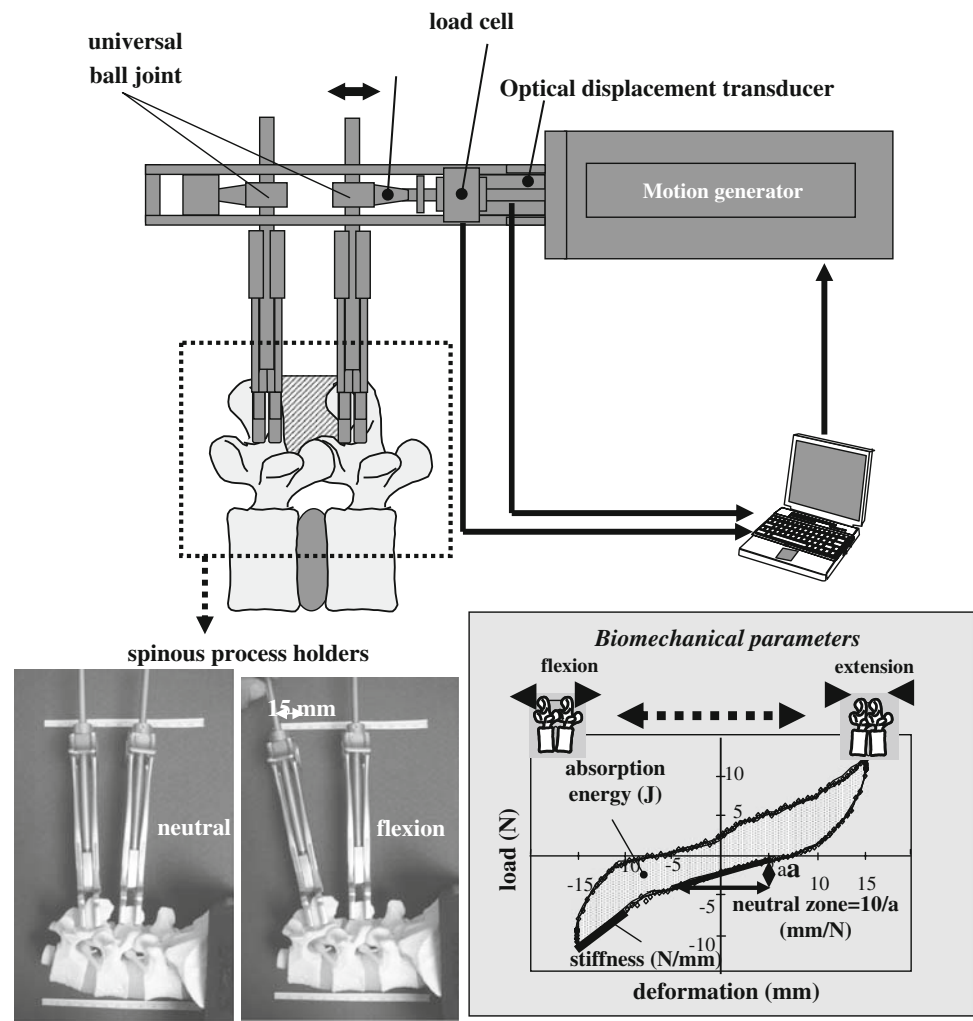 load cell
universal
ball joint
Optical displacement transducer
Motion generator
spinous process holders
15 mm
neutral
flexion
Biomechanical parameters
flexion
extension
absorption
energy (J)
10
5
load (N)
-15
-10
-5
a
a
10
15
-5
neutral zone=10/a
(mm/N)
-10
stiffness (N/mm)
deformation (mm)